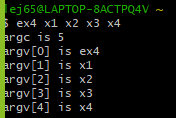 lej65@LAPTOP-8ACTPQ4V ~
$ ex4 x1 x2 x3 x4
argc is 5
argv[0] is ex4
argv[1] is x1
argv[2] is x2
argv[3] is x3
argv[4] is x4